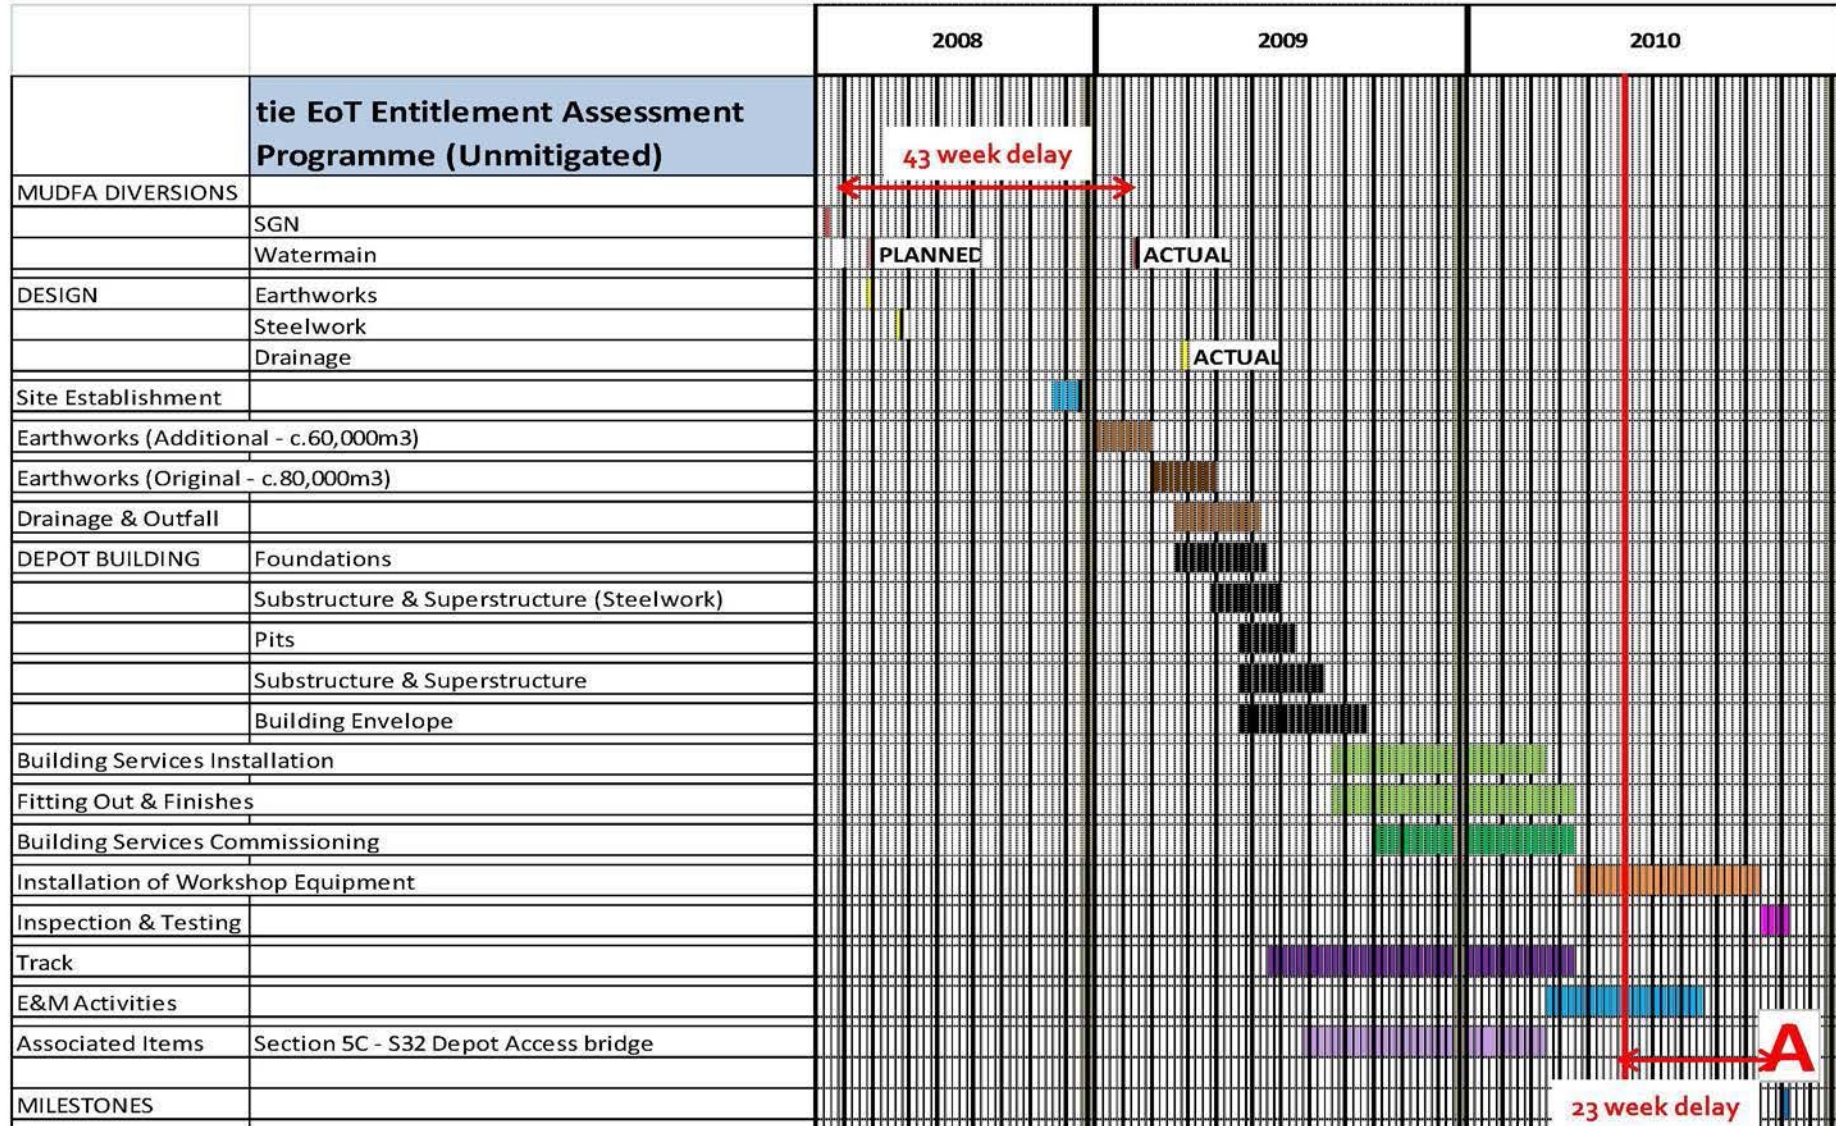 2008 2009 2010
tie EoT Entitlement Assessment
Programme (Unmitigated)
43 week delay
MUDFA DIVERSIONS
SGN
Watermain PLANNED ACTUAL
DESIGN Earthworks
Steelwork
Drainage ACTUAL
Site Establishment
Earthworks (Additional - c.60,000m3)
Earthworks (Original - c.80,000m3)
Drainage & Outfall
DEPOT BUILDING Foundations
Substructure & Superstructure (Steelwork)
Pits
Substructure & Superstructure
Building Envelope
Building Services Installation
Fitting Out & Finishes
Building Services Commissioning
Installation of Workshop Equipment
Inspection & Testing
Track
E&M Activities
Associated Items Section 5C - S32 Depot Access bridge A
MILESTONES 23 week delay